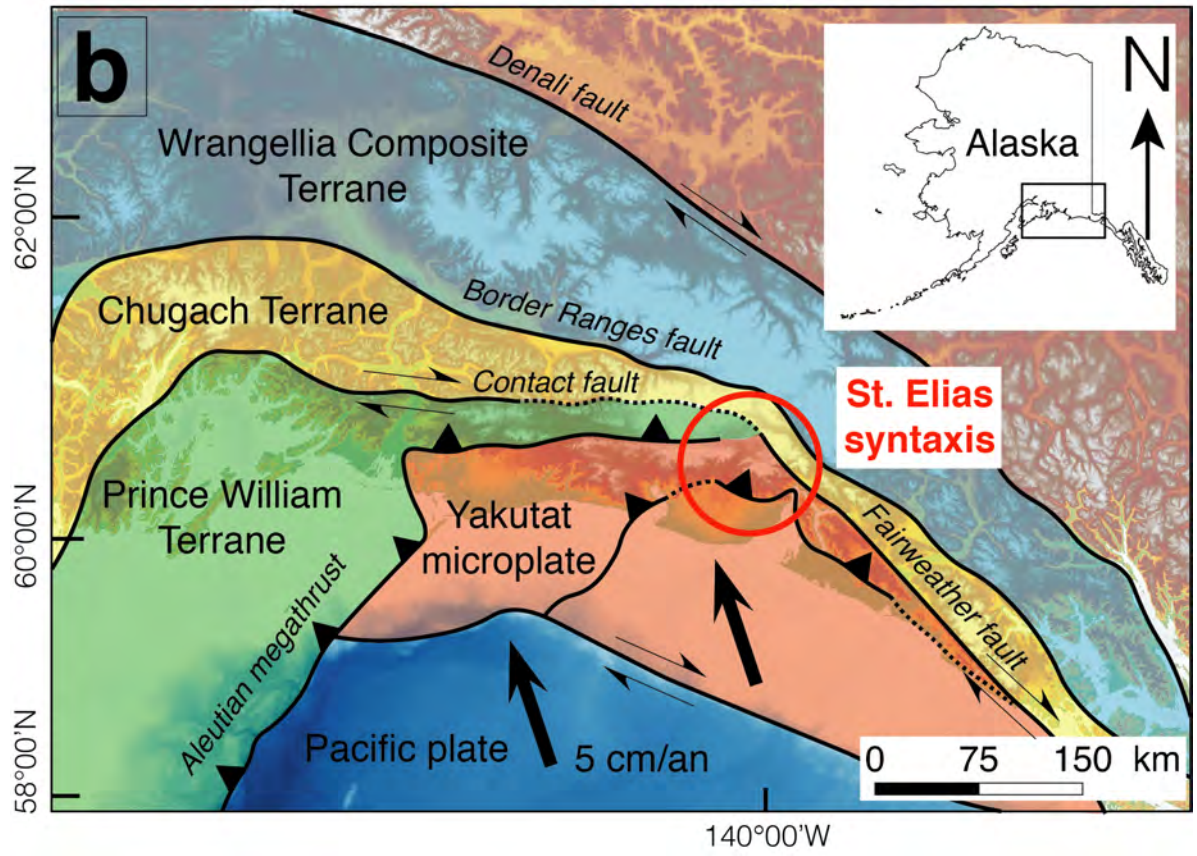 b
Denali fault
N
Alaska
Wrangellia Composite
Terrane
62°00'N
Border Ranges fault
Chugach Terrane
Contact fault
St. Elias
syntaxis
Prince William
Terrane
60°00'N
Yakutat
microplate
Fairweather fault
Aleutian megathrust
Pacific plate
5 cm/an
0 75 150 km
58°00'N
140°00'W